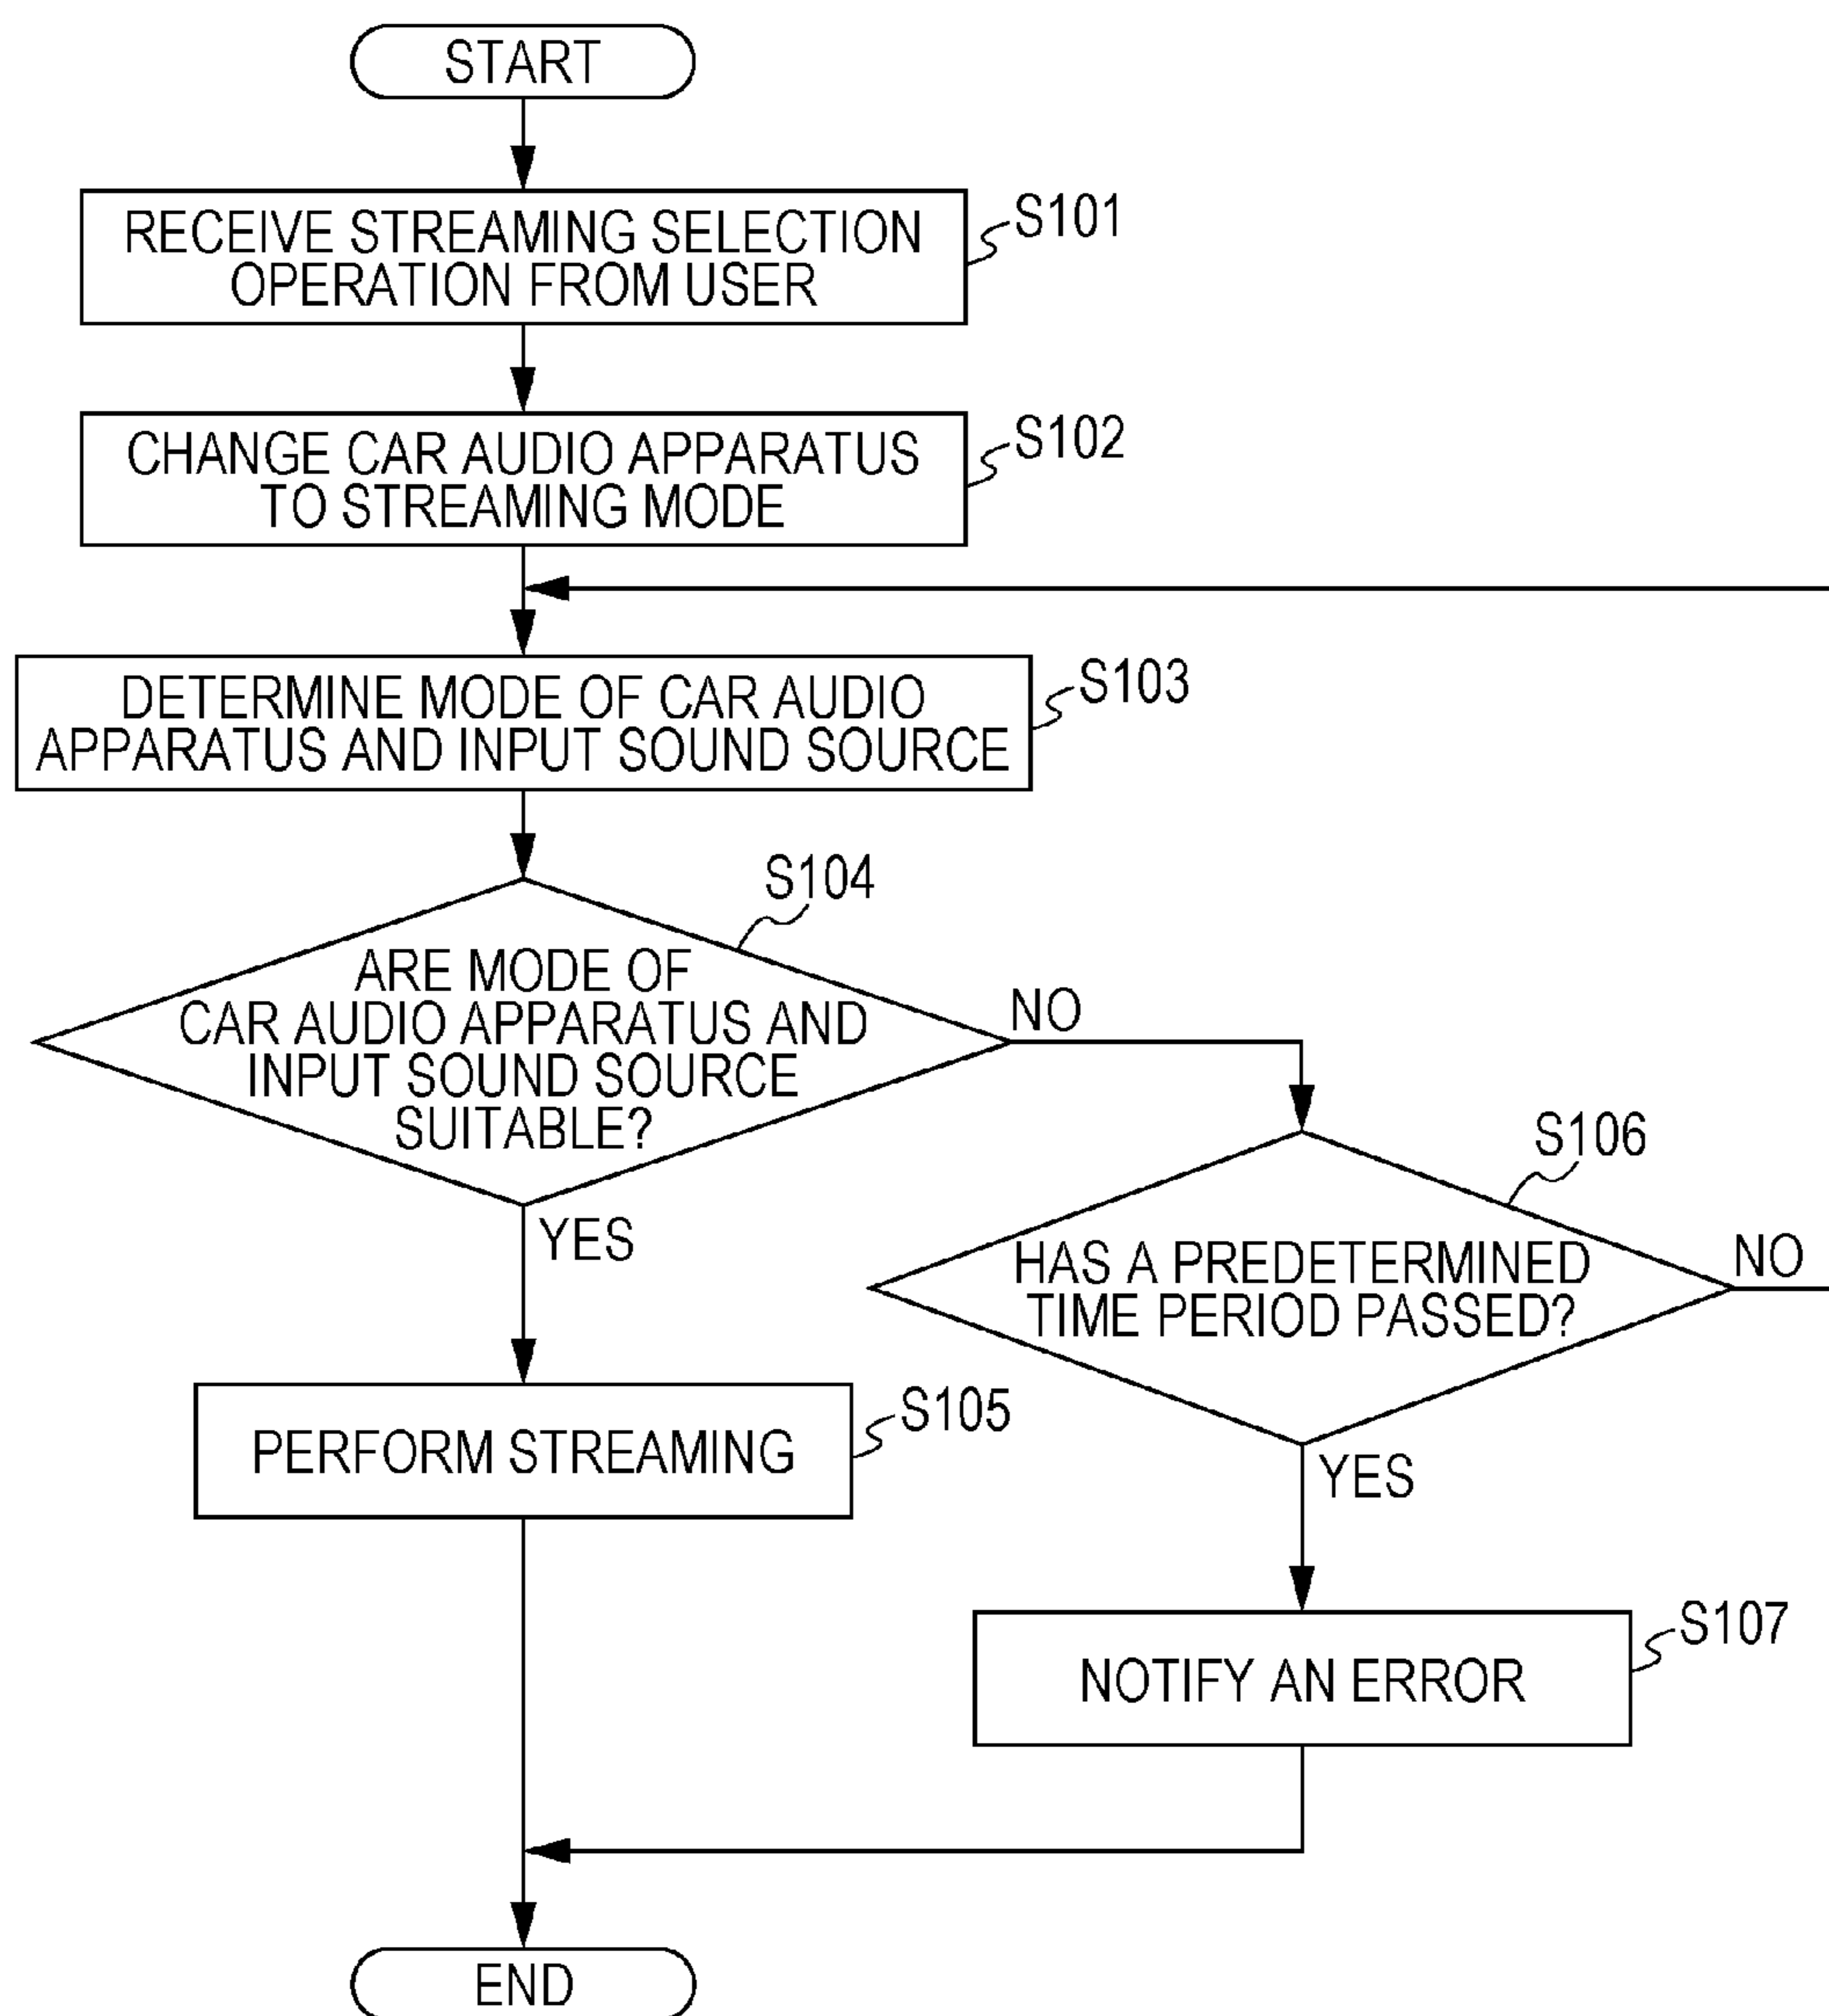 START
RECEIVE STREAMING SELECTION
OPERATION FROM USER
S101
CHANGE CAR AUDIO APPARATUS
TO STREAMING MODE
S102
DETERMINE MODE OF CAR AUDIO
APPARATUS AND INPUT SOUND SOURCE
S103
S104
ARE MODE OF
CAR AUDIO APPARATUS AND
INPUT SOUND SOURCE
SUITABLE?
NO
YES
S106
HAS A PREDETERMINED
TIME PERIOD PASSED?
NO
YES
PERFORM STREAMING
S105
NOTIFY AN ERROR
S107
END